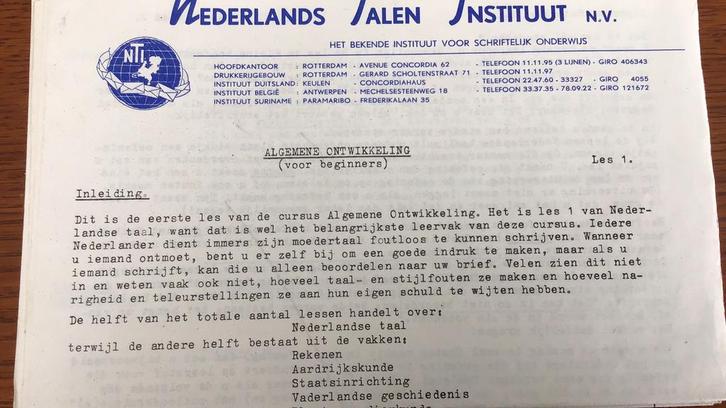 NEDERLANDS TALEN INSTITUUT N.V.
HET BEKENDE INSTITUUT VOOR SCHRIFTELIJK ONDERWIJS
NTI
HOOFDKANTOOR : ROTTERDAM - AVENUE CONCORDIA 62 - TELEFOON 11.11.95 (3 LIJNEN) - GIRO 406343
DRUKKERIJGEBOUW : ROTTERDAM - GERARD SCHOLTENSTRAAT 71 - TELEFOON 11.11.97
INSTITUUT DUITSLAND: KEULEN - CONCORDIAHAUS - TELEFOON 22.47.60 - 33327 - GIRO 4055
INSTITUUT BELGIË : ANTWERPEN - MECHELSESTEENWEG 18 - TELEFOON 33.37.35 - 78.09.22 - GIRO 121672
INSTITUUT SURINAME : PARAMARIBO - FREDERIKALAAN 35
ALGEMENE ONTWIKKELING
(voor beginners)
Les 1.
Inleiding.
Dit is de eerste les van de cursus Algemene Ontwikkeling. Het is les 1 van Neder-
landse taal, want dat is wel het belangrijkste leervak van deze cursus. Iedere
Nederlander dient immers zijn moedertaal foutloos te kunnen schrijven. Wanneer
u iemand ontmoet, bent u er zelf bij om een goede indruk te maken, maar als u
iemand schrijft, kan die u alleen beoordelen naar uw brief. Velen zien dit niet
in en weten vaak ook niet, hoeveel taal- en stijlfouten ze maken en hoeveel na-
righeid en teleurstellingen ze aan hun eigen schuld te wijten hebben.
De helft van het totale aantal lessen handelt over:
Nederlandse taal
terwijl de andere helft bestaat uit de vakken:
Rekenen
Aardrijkskunde
Staatsinrichting
Vaderlandse geschiedenis